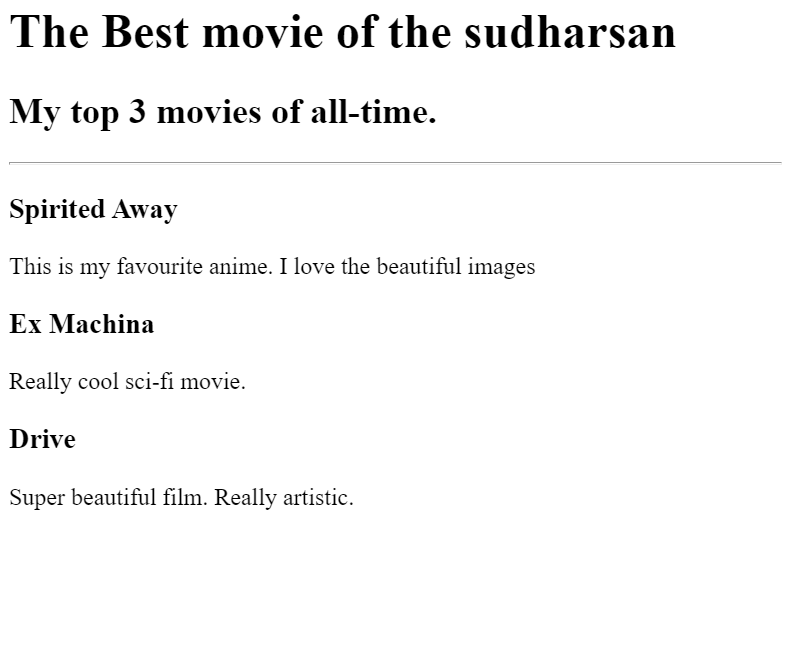 The Best movie of the sudharsan
My top 3 movies of all-time.
Spirited Away
This is my favourite anime. I love the beautiful images
Ex Machina
Really cool sci-fi movie.
Drive
Super beautiful film. Really artistic.